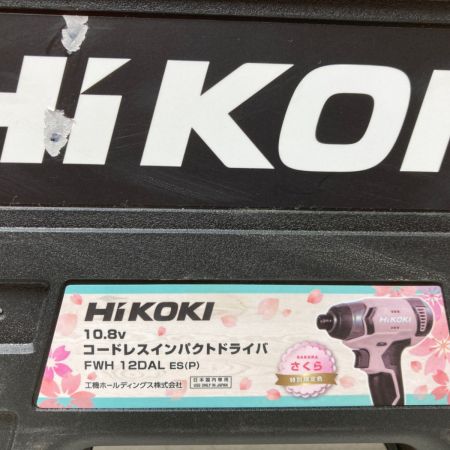 HiKOKI
HiKOKI
10.8v
コードレスインパクトドライバ
FWH 12DAL ES(P)
工機ホールディングス株式会社
日本国内専用
USE ONLY IN JAPAN
SAKURA
さくら
特別限定色